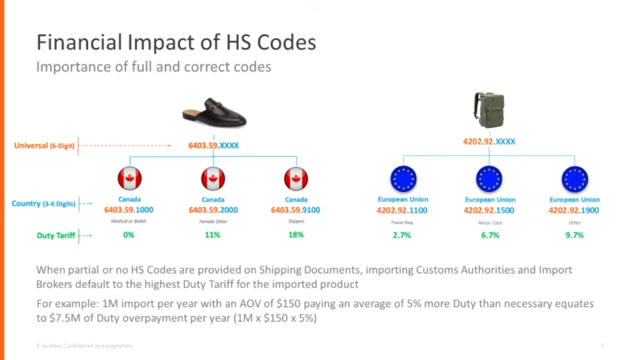 Financial Impact of HS Codes
Importance of full and correct codes
Universal (6-Digit)
6403.59.XXXX
4202.92.XXXX
Country (3-6 Digits)
Canada
6403.59.1000
Medical or Ballet
Canada
6403.59.2000
Female Other
Canada
6403.59.9100
Slippers
European Union
4202.92.1100
Travel Bag
European Union
4202.92.1500
Music Case
European Union
4202.92.1900
Other
Duty Tariff
0%
11%
18%
2.7%
6.7%
9.7%
When partial or no HS Codes are provided on Shipping Documents, importing Customs Authorities and Import
Brokers default to the highest Duty Tariff for the imported product
For example: 1M import per year with an AOV of $150 paying an average of 5% more Duty than necessary equates
to $7.5M of Duty overpayment per year (1M x $150 x 5%)
© Avalara. Confidential and proprietary.